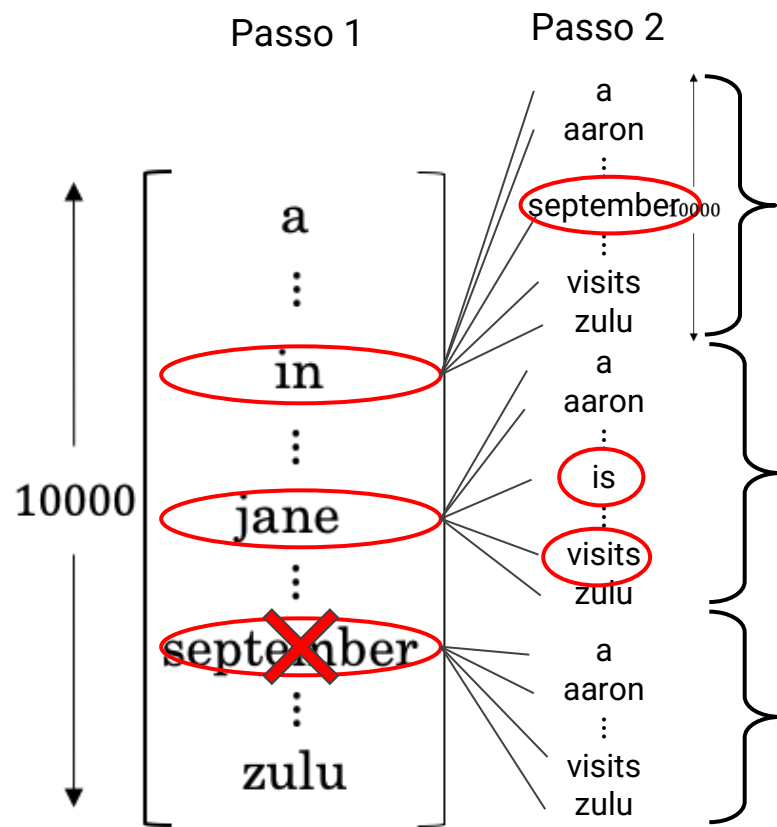 Passo 1
10000
a
⋮
in
⋮
jane
⋮
september
⋮
zulu
Passo 2
a
aaron
⋮
september
10000
⋮
visits
zulu
a
aaron
⋮
is
⋮
visits
zulu
a
aaron
⋮
visits
zulu